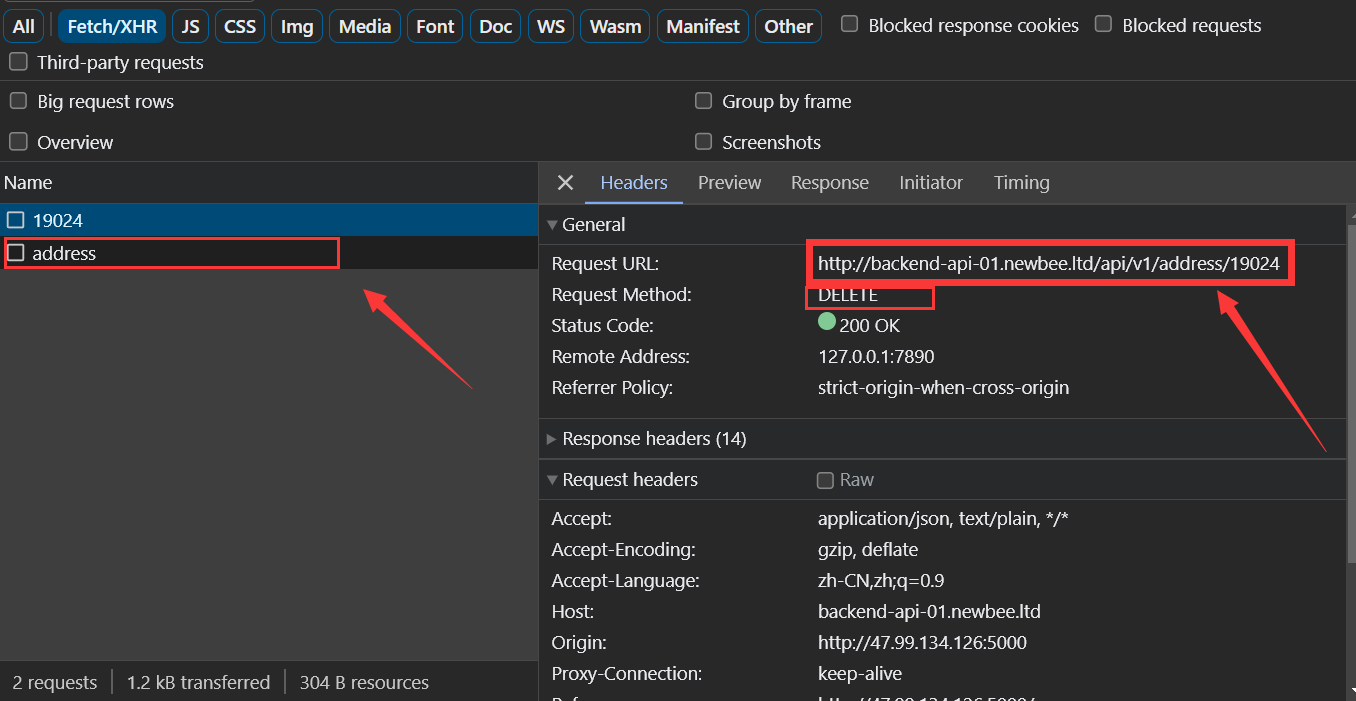 All Fetch/XHR JS CSS Img Media Font Doc WS Wasm Manifest Other Blocked response cookies Blocked requests
Third-party requests
Big request rows Group by frame
Overview Screenshots
Name
19024
address
2 requests 1.2 kB transferred 304 B resources
Headers Preview Response Initiator Timing
General
Request URL: http://backend-api-01.newbee.ltd/api/v1/address/19024
Request Method: DELETE
Status Code: 200 OK
Remote Address: 127.0.0.1:7890
Referrer Policy: strict-origin-when-cross-origin
Response headers (14)
Request headers Raw
Accept: application/json, text/plain, */*
Accept-Encoding: gzip, deflate
Accept-Language: zh-CN,zh;q=0.9
Host: backend-api-01.newbee.ltd
Origin: http://47.99.134.126:5000
Proxy-Connection: keep-alive